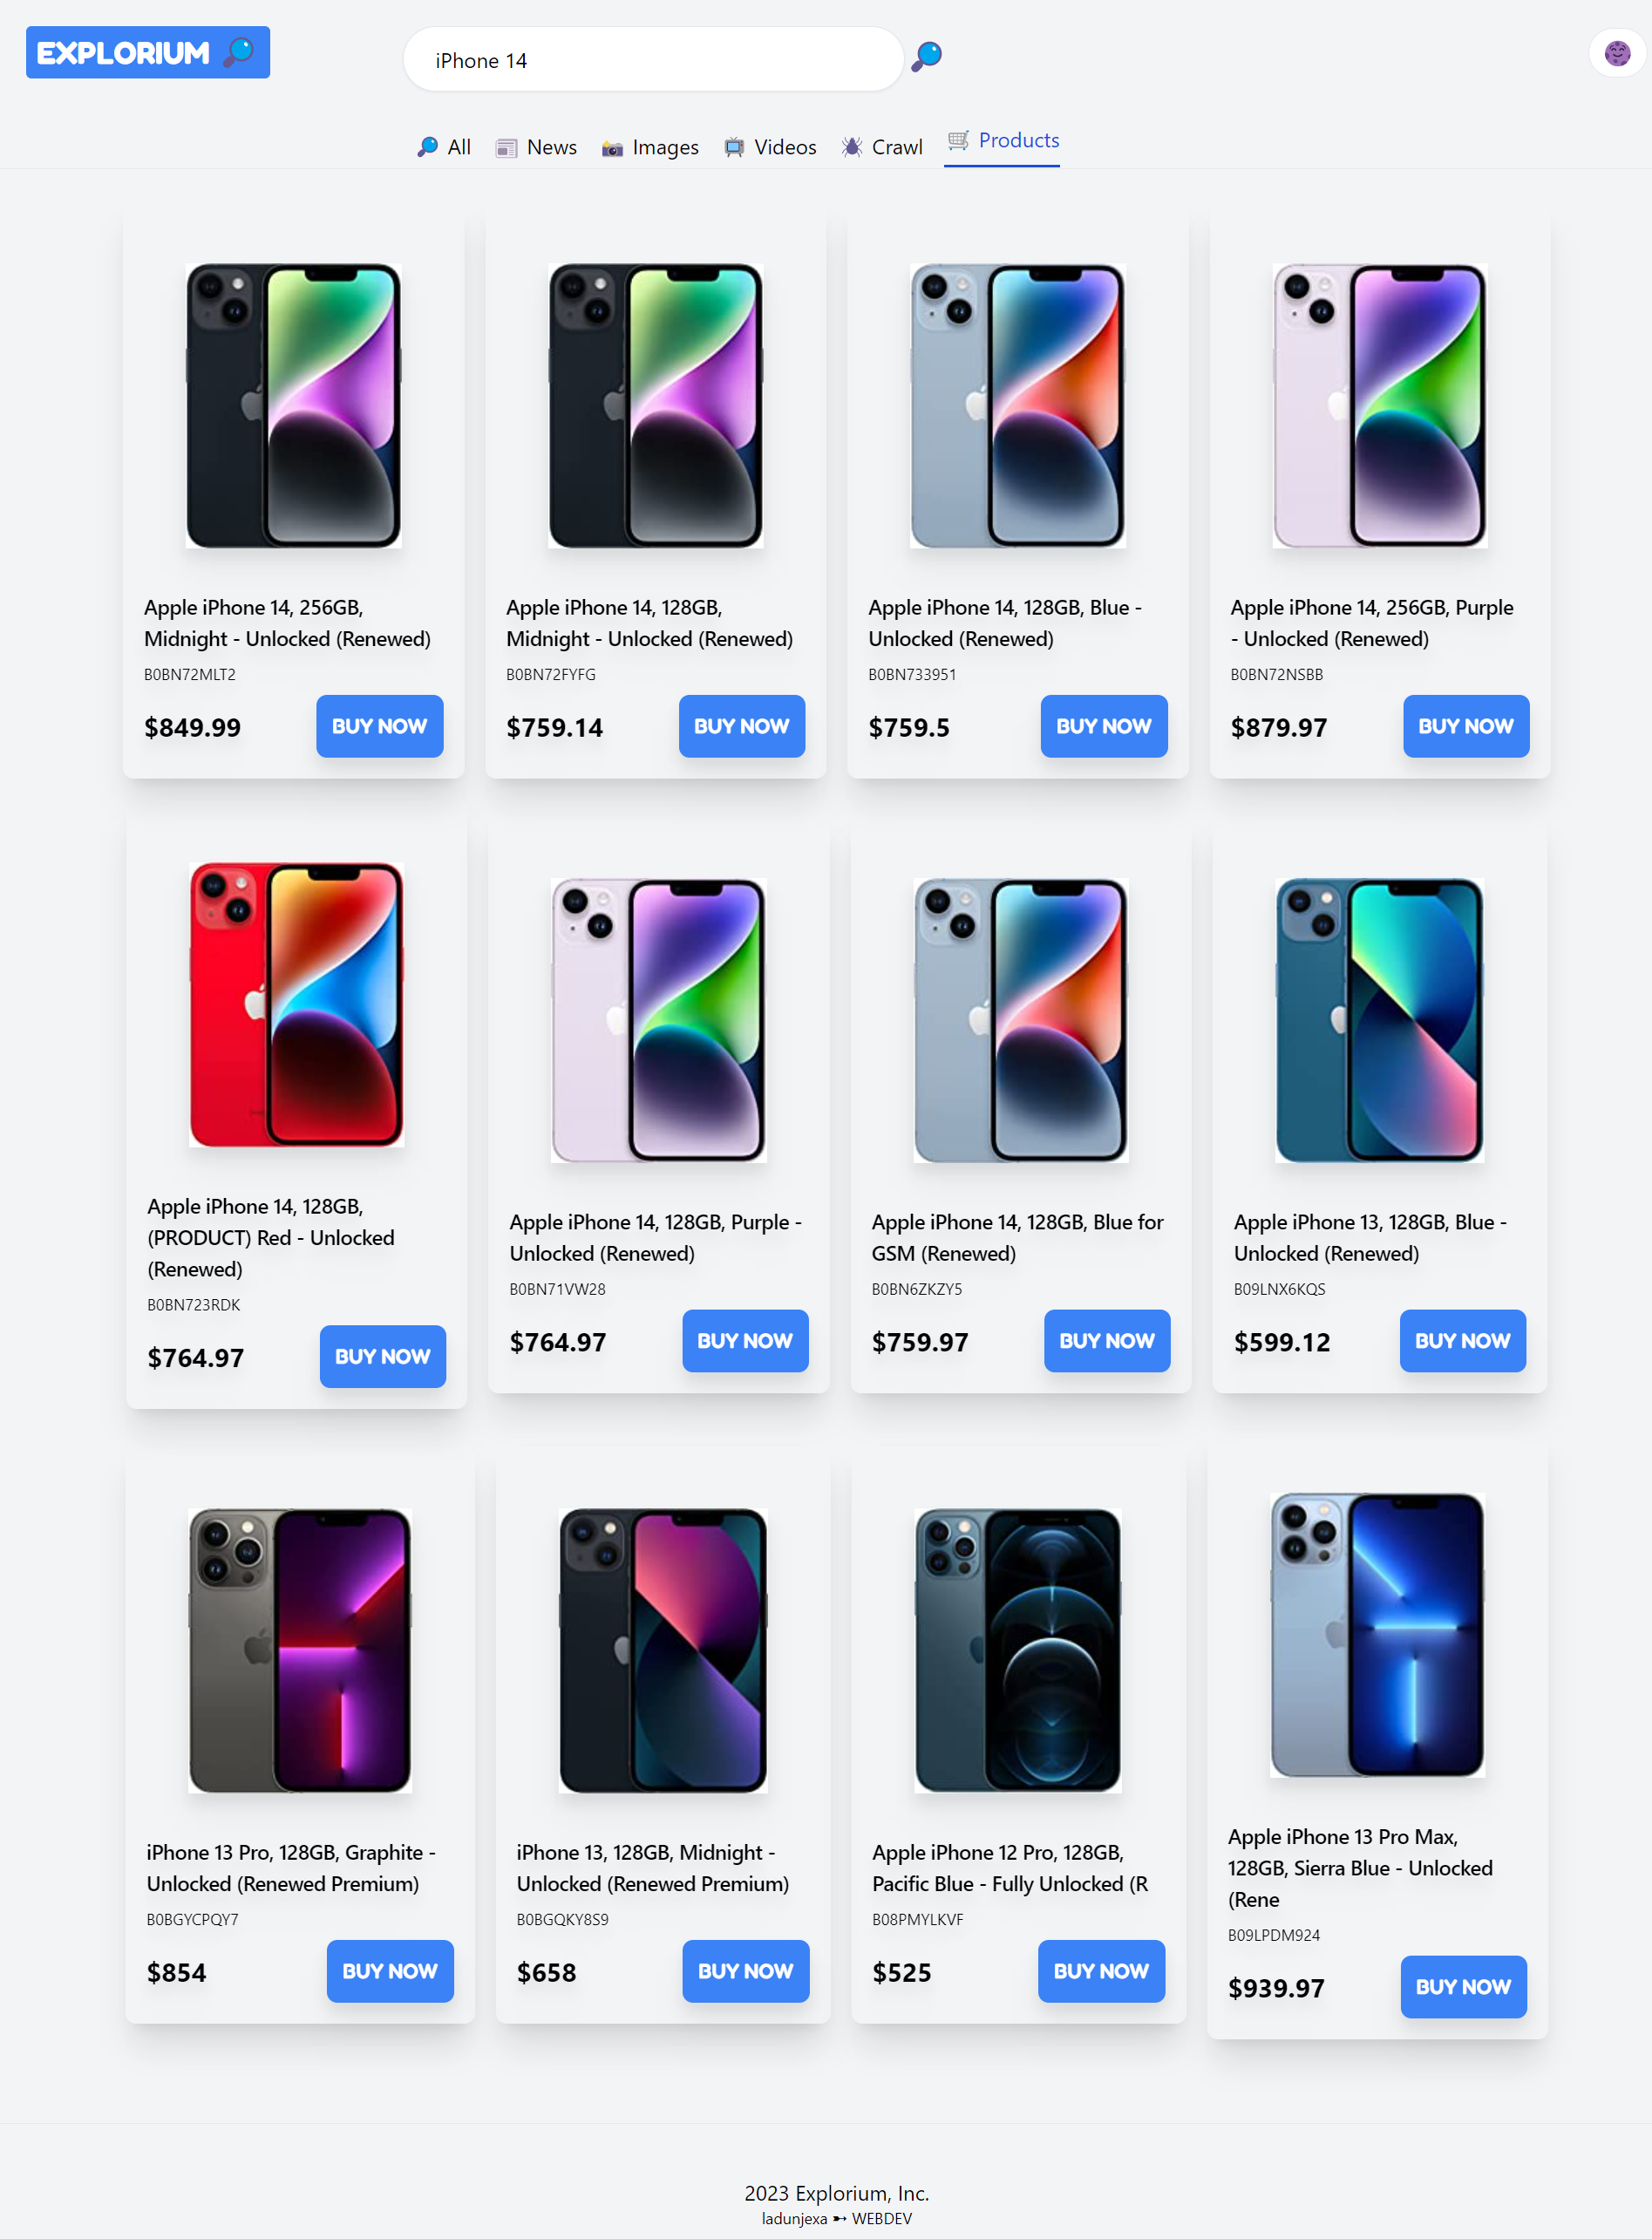 EXPLORIUM
iPhone 14
All News Images Videos Crawl Products
Apple iPhone 14, 256GB,
Midnight - Unlocked (Renewed)
B0BN72MLT2
$849.99 BUY NOW
Apple iPhone 14, 128GB,
Midnight - Unlocked (Renewed)
B0BN72FYFG
$759.14 BUY NOW
Apple iPhone 14, 128GB, Blue -
Unlocked (Renewed)
B0BN733951
$759.5 BUY NOW
Apple iPhone 14, 256GB, Purple
- Unlocked (Renewed)
B0BN72NSBB
$879.97 BUY NOW
Apple iPhone 14, 128GB,
(PRODUCT) Red - Unlocked
(Renewed)
B0BN723RDK
$764.97 BUY NOW
Apple iPhone 14, 128GB, Purple -
Unlocked (Renewed)
B0BN71VW28
$764.97 BUY NOW
Apple iPhone 14, 128GB, Blue for
GSM (Renewed)
B0BN6ZKZY5
$759.97 BUY NOW
Apple iPhone 13, 128GB, Blue -
Unlocked (Renewed)
B09LNX6KQS
$599.12 BUY NOW
iPhone 13 Pro, 128GB, Graphite -
Unlocked (Renewed Premium)
B0BGYCPQY7
$854 BUY NOW
iPhone 13, 128GB, Midnight -
Unlocked (Renewed Premium)
B0BGQKY8S9
$658 BUY NOW
Apple iPhone 12 Pro, 128GB,
Pacific Blue - Fully Unlocked (R
B08PMYLKVF
$525 BUY NOW
Apple iPhone 13 Pro Max,
128GB, Sierra Blue - Unlocked
(Rene
B09LPDM924
$939.97 BUY NOW
2023 Explorium, Inc.
ladunjexa ➸ WEBDEV